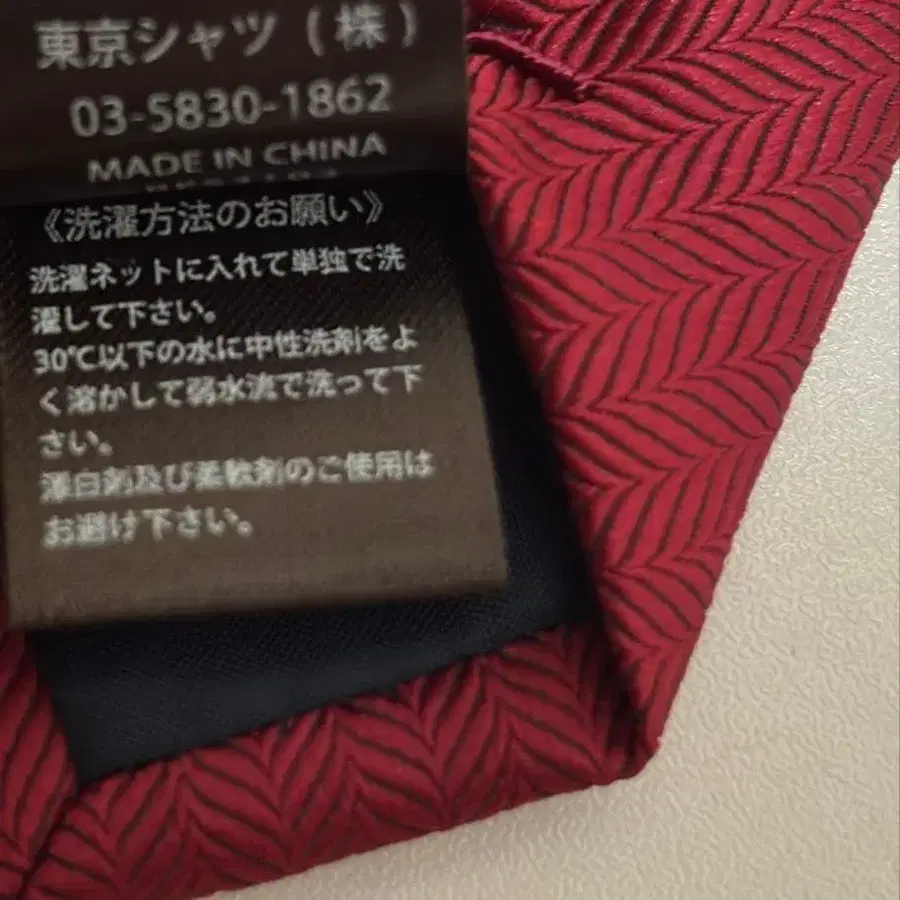 東京シャツ（株）
03-5830-1862
MADE IN CHINA
《洗濯方法のお願い》
洗濯ネットに入れて単独で洗
濯して下さい。
30℃以下の水に中性洗剤をよ
く溶かして弱水流で洗って下
さい。
漂白剤及び柔軟剤のご使用は
お避け下さい。